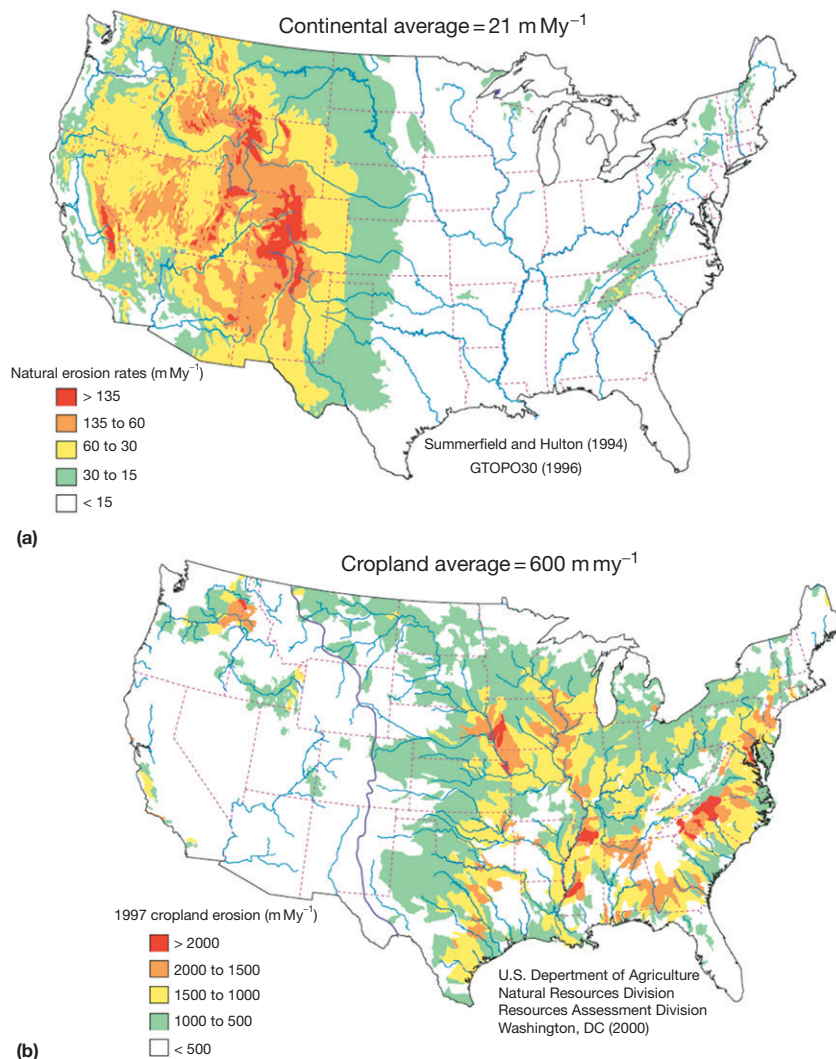 Continental average = 21 m My⁻¹
Natural erosion rates (m My⁻¹)
> 135
135 to 60
60 to 30
30 to 15
< 15
Summerfield and Hulton (1994)
GTOPO30 (1996)
(a)
Cropland average = 600 m my⁻¹
1997 cropland erosion (m My⁻¹)
> 2000
2000 to 1500
1500 to 1000
1000 to 500
< 500
U.S. Depertment of Agriculture
Natural Resources Division
Resources Assessment Division
Washington, DC (2000)
(b)